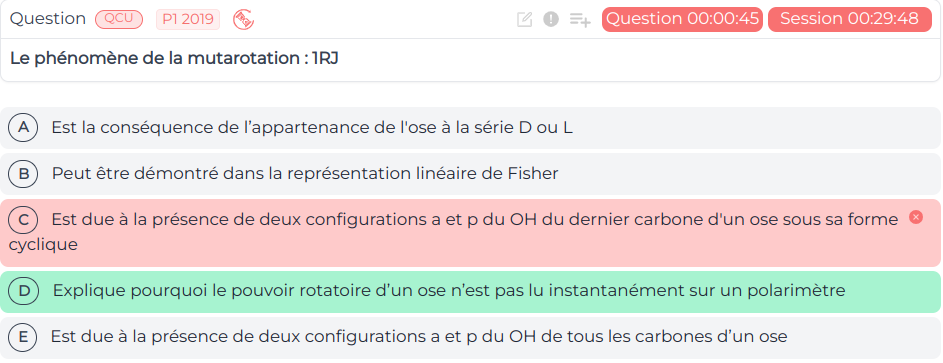 Question QCU P1 2019 Question 00:00:45 Session 00:29:48
Le phénomène de la mutarotation : 1RJ
A Est la conséquence de l’appartenance de l'ose à la série D ou L
B Peut être démontré dans la représentation linéaire de Fisher
C Est due à la présence de deux configurations a et p du OH du dernier carbone d'un ose sous sa forme
cyclique
D Explique pourquoi le pouvoir rotatoire d’un ose n’est pas lu instantanément sur un polarimètre
E Est due à la présence de deux configurations a et p du OH de tous les carbones d’un ose